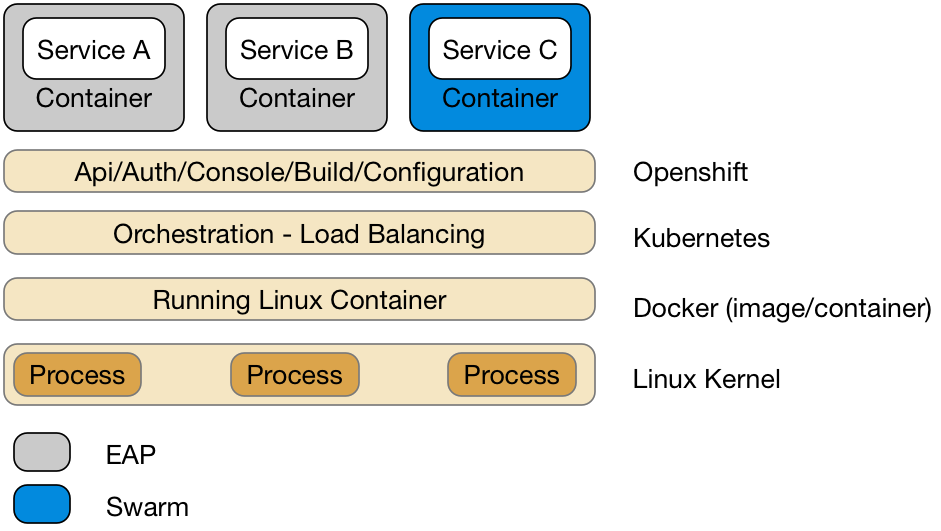 Service A
Container
Service B
Container
Service C
Container
Api/Auth/Console/Build/Configuration
Openshift
Orchestration - Load Balancing
Kubernetes
Running Linux Container
Docker (image/container)
Process
Process
Process
Linux Kernel
EAP
Swarm